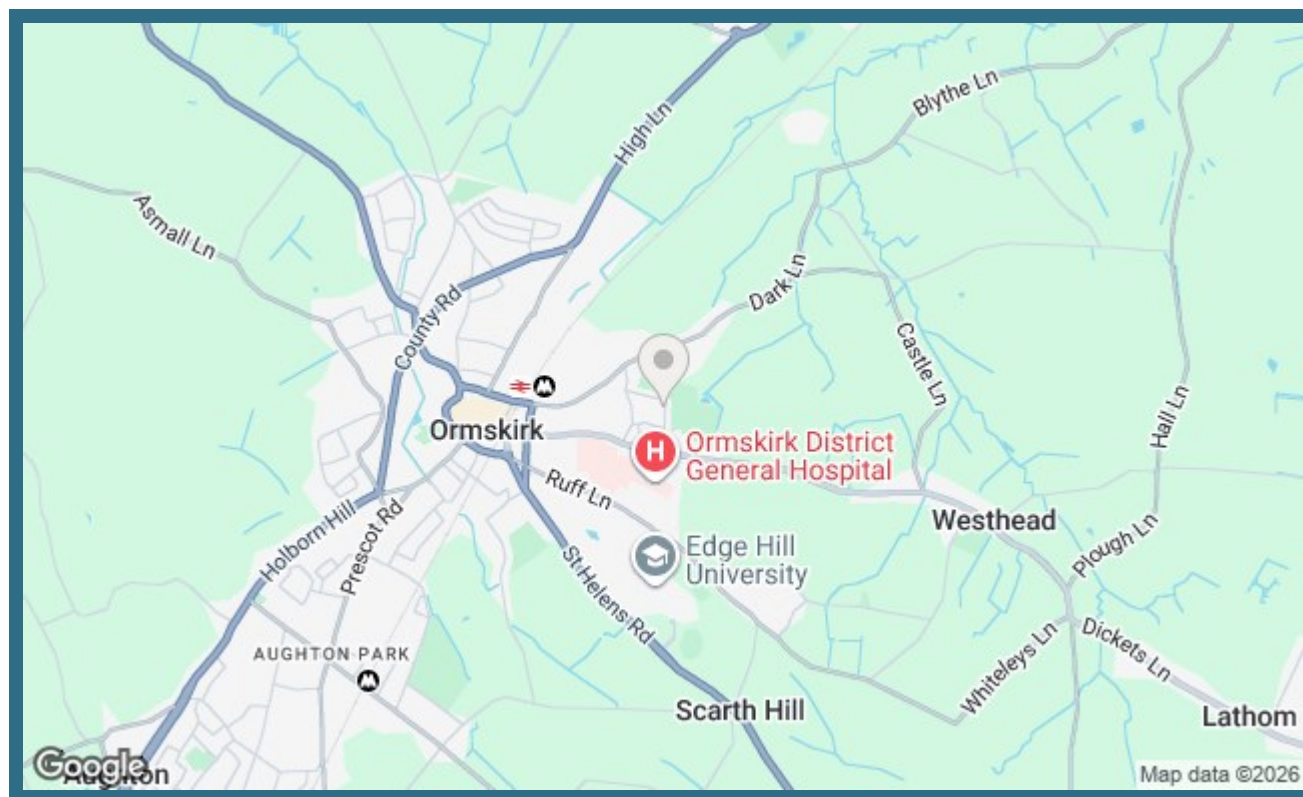 High Ln
Blythe Ln
Asmall Ln
County Rd
Dark Ln
Castle Ln
Hall Ln
Ormskirk
H
Ormskirk District
General Hospital
Ruff Ln
Westhead
Holborn Hill
Prescot Rd
Edge Hill
University
Plough Ln
St Helens Rd
AUGHTON PARK
Whiteleys Ln
Dickets Ln
Scarth Hill
Lathom
Google
Aughton
Map data ©2026